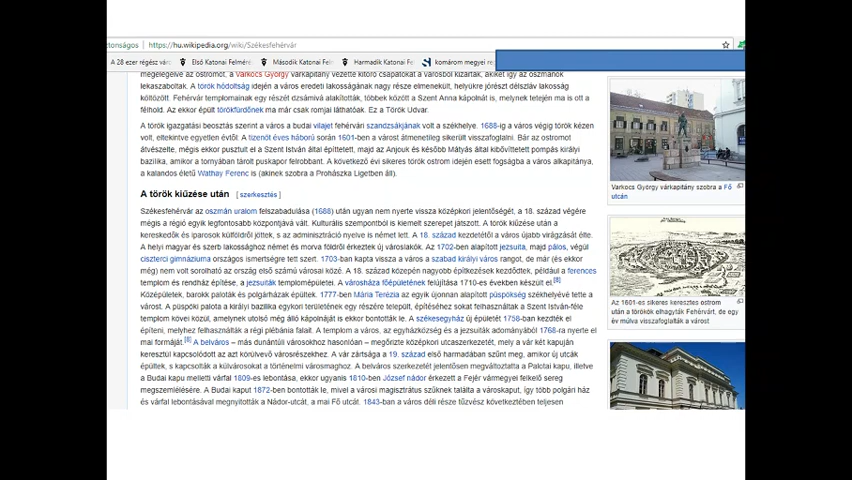 tonságos | https://hu.wikipedia.org/wiki/Székesfehérvár
A 28 ezer régész vár Első Katonai Felméré Második Katonai Fel Harmadik Katonai Fe komárom megyei re
megelégelve az ostromot, a Varkocs György várkapitány vezette kitörő csapatokat a városból kizárták, akiket így az oszmánok
lekaszaboltak. A török hódoltság idején a város eredeti lakosságának nagy része elmenekült, helyükre jórészt délszláv lakosság
költözött. Fehérvár templomainak egy részét dzsámivá alakították, többek között a Szent Anna kápolnát is, melynek tetején ma is ott a
félhold. Az ekkor épült törökfürdőnek ma már csak romjai láthatóak. Ez a Török Udvar.
A török igazgatási beosztás szerint a város a budai vilajet fehérvári szandzsákjának volt a székhelye. 1688-ig a város végig török kézen
volt, eltekintve egyetlen évtől. A tizenöt éves háború során 1601-ben a várost átmenetileg sikerült visszafoglalni. Bár az ostromot
átvészelte, mégis ekkor pusztult el a Szent István által építtetett, majd az Anjouk és később Mátyás által kibővíttetett pompás királyi
bazilika, amikor a tornyában tárolt puskapor felrobbant. A következő évi sikeres török ostrom idején esett fogságba a város alkapitánya,
a kalandos életű Wathay Ferenc is (akinek szobra a Prohászka Ligetben áll).
A török kiűzése után [ szerkesztés ]
Székesfehérvár az oszmán uralom felszabadulása (1688) után ugyan nem nyerte vissza középkori jelentőségét, a 18. század végére
mégis a régió egyik legfontosabb központjává vált. Kulturális szempontból is kiemelt szerepet játszott. A törökök kiűzése után a
kereskedők és iparosok külföldről jöttek, s az adminisztráció nyelve is német lett. A 18. század kezdetétől a város újabb virágzását élte.
A helyi magyar és szerb lakossághoz német és morva földről érkeztek új városlakók. Az 1702-ben alapított jezsuita, majd pálos, végül
ciszterci gimnáziuma országos ismertségre tett szert. 1703-ban kapta vissza a város a szabad királyi város rangot, de már (és ekkor
még) nem volt sorolható az ország első számú városai közé. A 18. század közepén nagyobb építkezések kezdődtek, például a ferences
templom és rendház építése, a jezsuiták templomépületei. A városháza főépületének felújítása 1710-es években készült el.[8]
Középületek, barokk paloták és polgárházak épültek. 1777-ben Mária Terézia az egyik újonnan alapított püspökség székhelyévé tette a
várost. A püspöki palota a királyi bazilika egykori területének egy részére települt, építéséhez sokat felhasználtak a Szent István-féle
templom kövei közül, amelynek utolsó még álló kápolnáját is ekkor bontották le. A székesegyház új épületét 1758-ban kezdték el
építeni, melyhez felhasználták a régi plébánia falait. A templom a város, az egyházközség és a jezsuiták adományából 1768-ra nyerte el
mai formáját.[8] A belváros – más dunántúli városokhoz hasonlóan – megőrizte középkori utcaszerkezetét, mely a vár két kapuján
keresztül kapcsolódott az azt körülvevő városrészekhez. A vár zártsága a 19. század első harmadában szűnt meg, amikor új utcák
épültek, s kapcsolták a külvárosokat a történelmi városmaghoz. A belváros szerkezetét jelentősen megváltoztatta a Palotai kapu, illetve
a Budai kapu melletti várfal 1809-es lebontása, ekkor ugyanis 1810-ben József nádor érkezett a Fejér vármegyei felkelő sereg
megszemlélésére. A Budai kaput 1872-ben bontották le, mivel a városi magisztrátus szűknek találta a városkaput, így több polgári ház
és várfal lebontásával megnyitották a Nádor-utcát, a mai Fő utcát. 1843-ban a város déli része tűzvész következtében teljesen
Varkocs György várkapitány szobra a Fő
utcán
Az 1601-es sikeres keresztes ostrom
után a törökök elhagyták Fehérvárt, de egy
év múlva visszafoglalták a várost